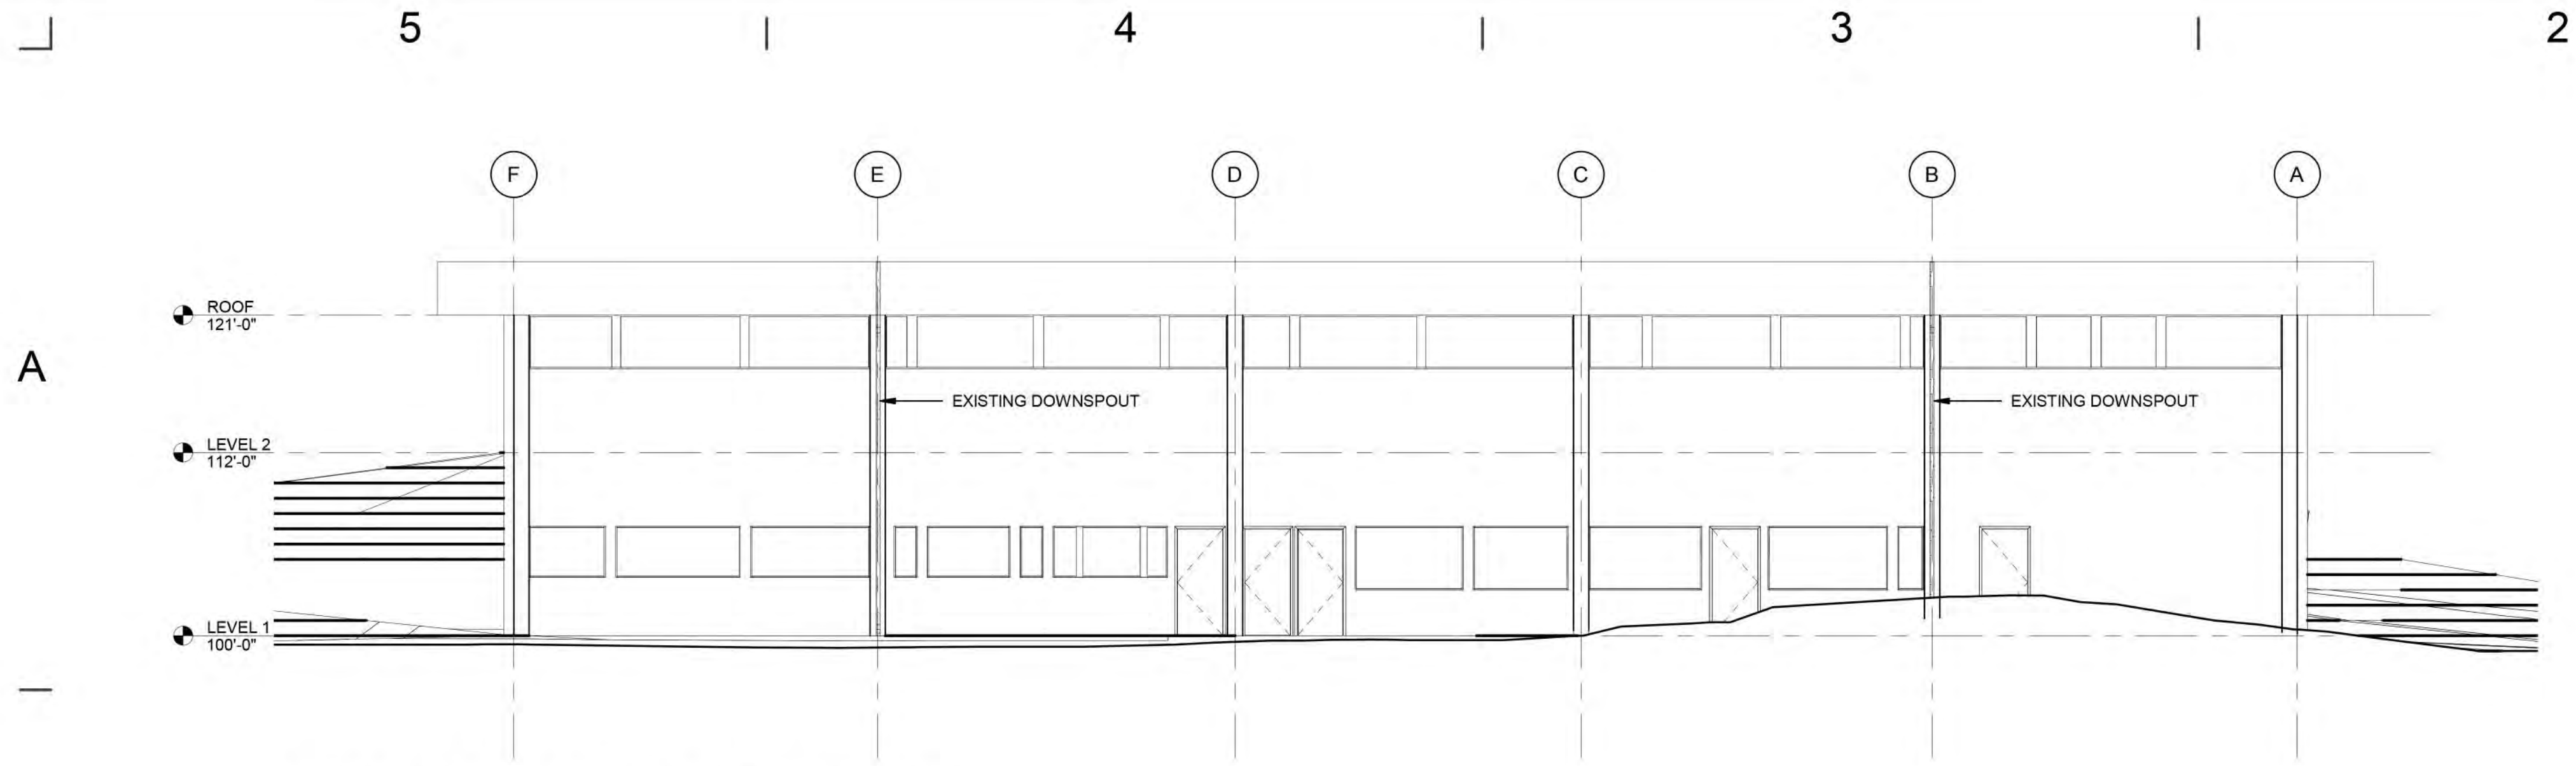 5 4 3 2
F E D C B A
ROOF
121'-0"
A
EXISTING DOWNSPOUT EXISTING DOWNSPOUT
LEVEL 2
112'-0"
LEVEL 1
100'-0"